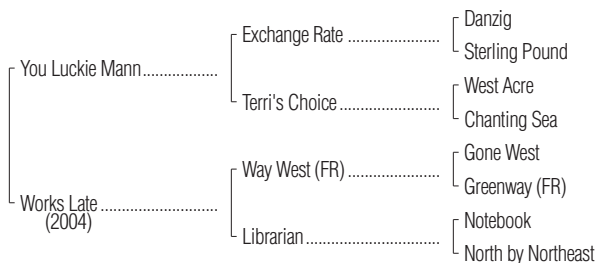 Danzig
Exchange Rate ......................
Sterling Pound
You Luckie Mann..................
West Acre
Terri's Choice ........................
Chanting Sea
Gone West
Way West (FR) ......................
Greenway (FR)
Works Late ............................
(2004)
Notebook
Librarian................................
North by Northeast